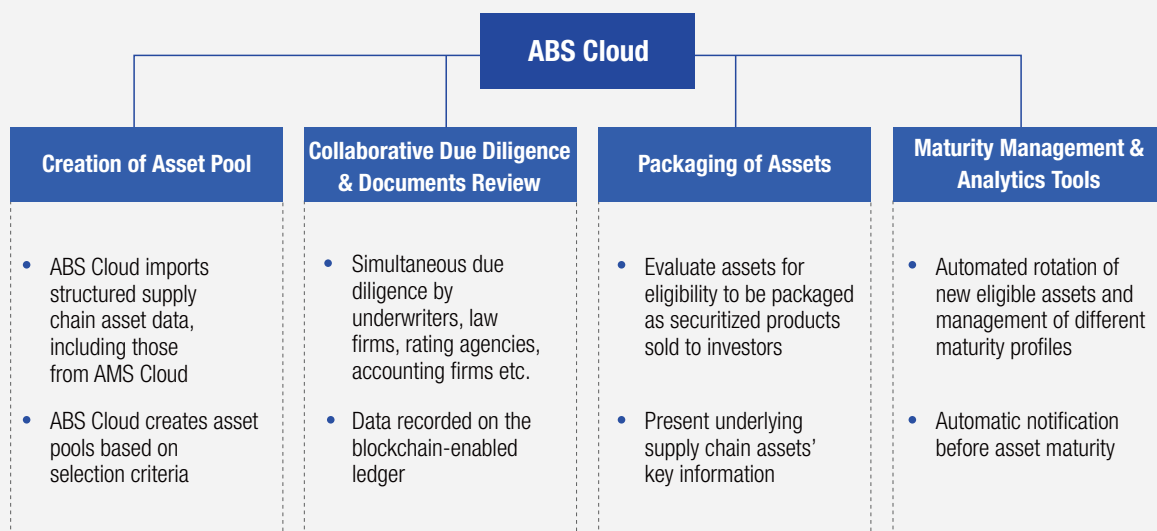 ABS Cloud
Creation of Asset Pool
• ABS Cloud imports
structured supply
chain asset data,
including those
from AMS Cloud
• ABS Cloud creates asset
pools based on
selection criteria
Collaborative Due Diligence
& Documents Review
• Simultaneous due
diligence by
underwriters, law
firms, rating agencies,
accounting firms etc.
• Data recorded on the
blockchain-enabled
ledger
Packaging of Assets
• Evaluate assets for
eligibility to be packaged
as securitized products
sold to investors
• Present underlying
supply chain assets’
key information
Maturity Management &
Analytics Tools
• Automated rotation of
new eligible assets and
management of different
maturity profiles
• Automatic notification
before asset maturity